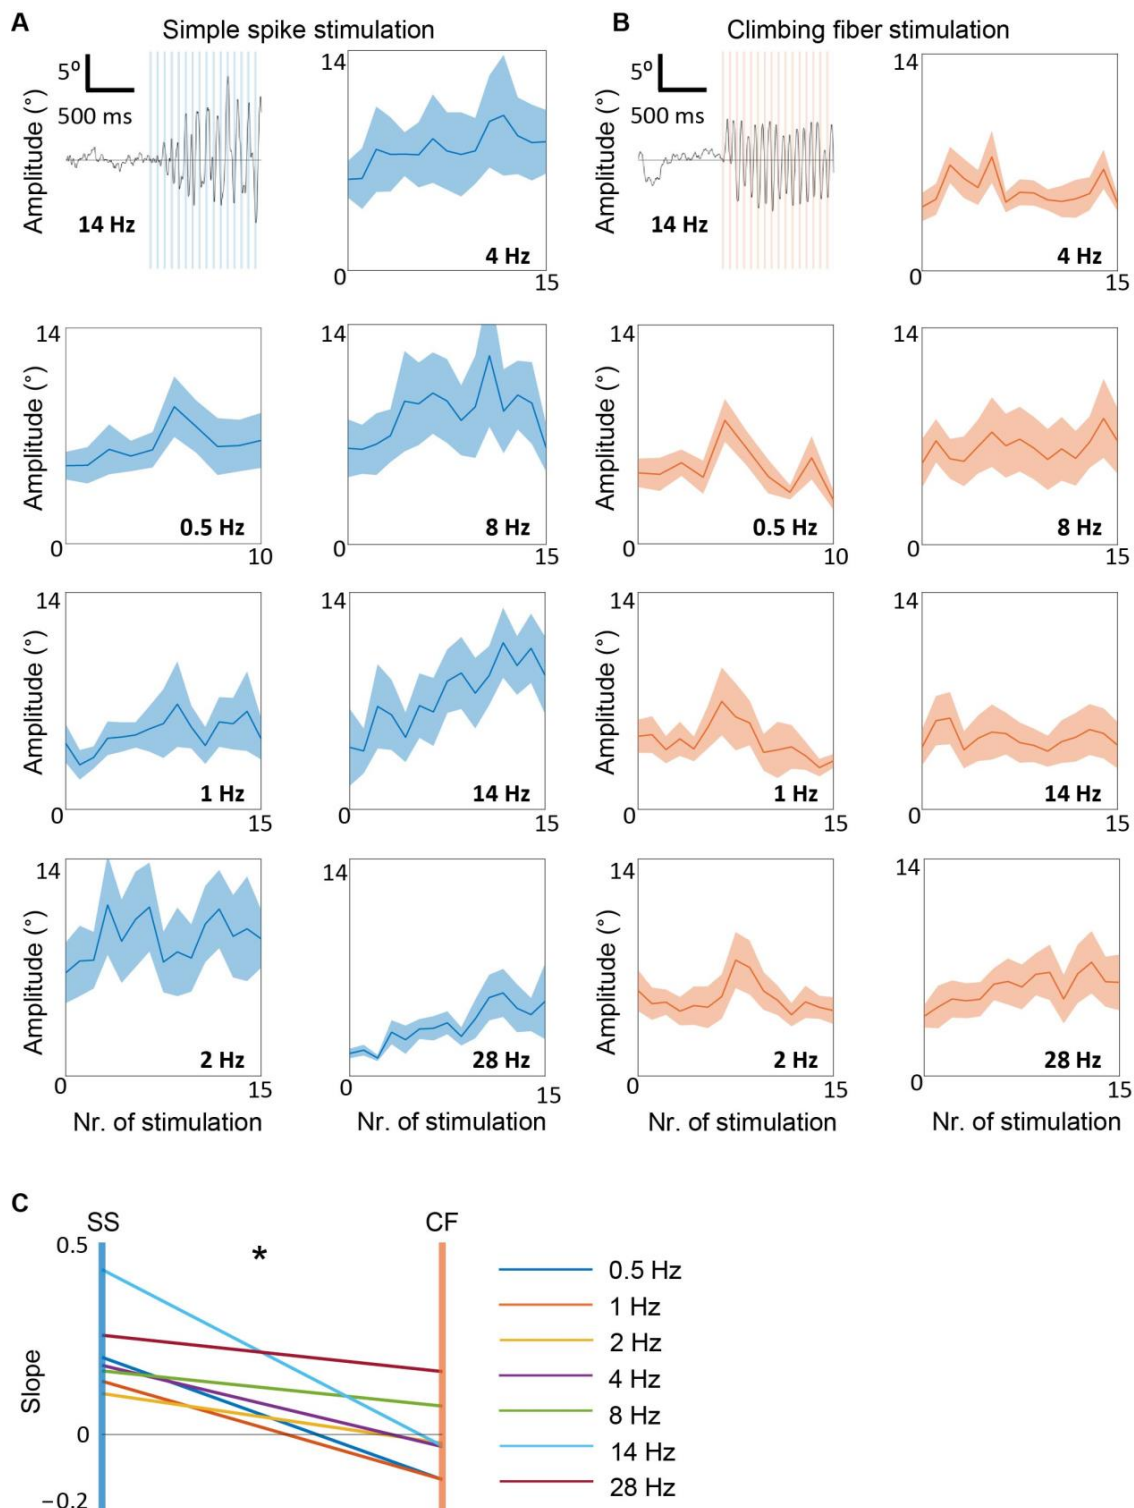 A
Simple spike stimulation
B
Climbing fiber stimulation
Amplitude (°)
5º
500 ms
14 Hz
14
4 Hz
0
15
Amplitude (°)
5º
500 ms
14 Hz
14
4 Hz
0
15
Amplitude (°)
14
0.5 Hz
0
10
14
8 Hz
0
15
Amplitude (°)
14
0.5 Hz
0
10
14
8 Hz
0
15
Amplitude (°)
14
1 Hz
0
15
14
14 Hz
0
15
Amplitude (°)
14
1 Hz
0
15
14
14 Hz
0
15
Amplitude (°)
14
2 Hz
0
15
Nr. of stimulation
14
28 Hz
0
15
Nr. of stimulation
Amplitude (°)
14
2 Hz
0
15
Nr. of stimulation
14
28 Hz
0
15
Nr. of stimulation
C
SS
CF
*
0.5
Slope
0
−0.2
0.5 Hz
1 Hz
2 Hz
4 Hz
8 Hz
14 Hz
28 Hz